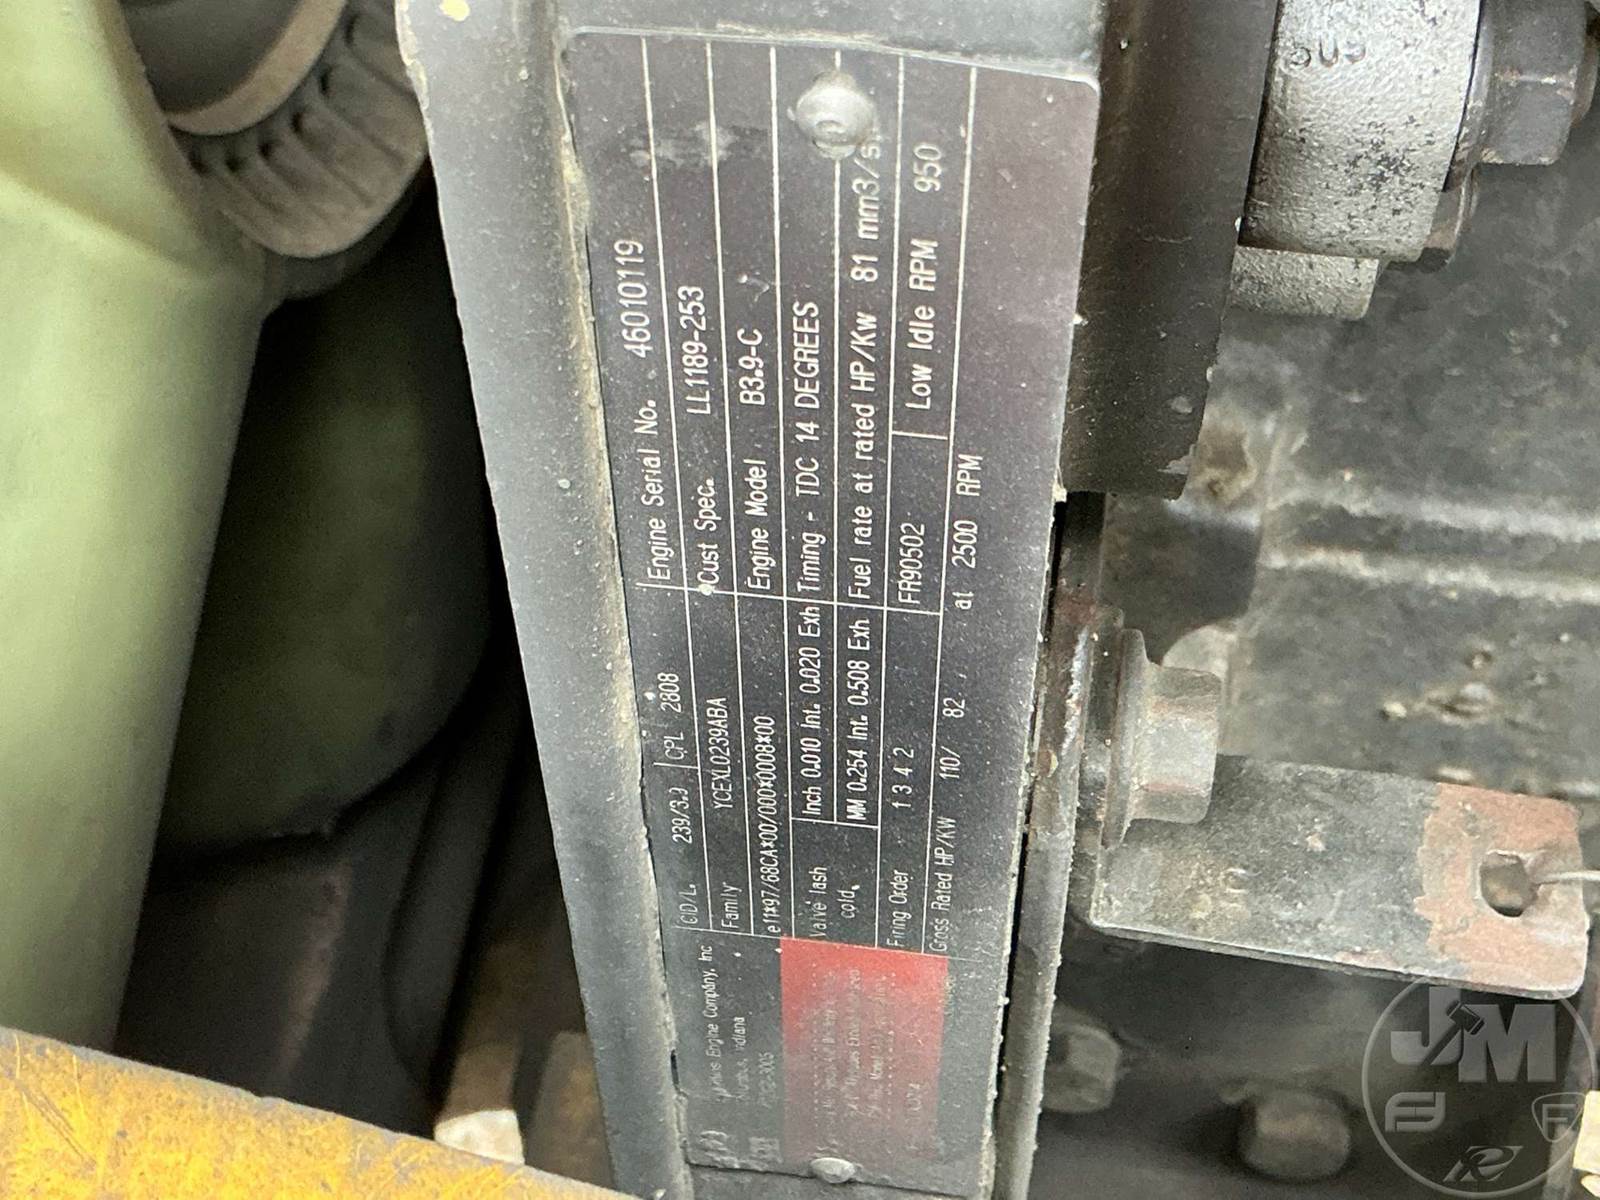 Engine Company, Inc
Indiana
CID/L. 239/3.9 CPL 2808 Engine Serial No. 46010119
Family YCEXL0239ABA Cust Spec. LL1189-253
e11*97/68CA*00/000*0008*00 Engine Model B3.9-C
Valve lash cold. Inch 0.010 Int. 0.020 Exh Timing - TDC 14 DEGREES
MM 0.254 Int. 0.508 Exh Fuel rate at rated HP/Kw 81 mm3/s
Firing Order 1 3 4 2 FR90502 Low Idle RPM 950
Gross Rated HP/KW 110/ 82 at 2500 RPM
JM